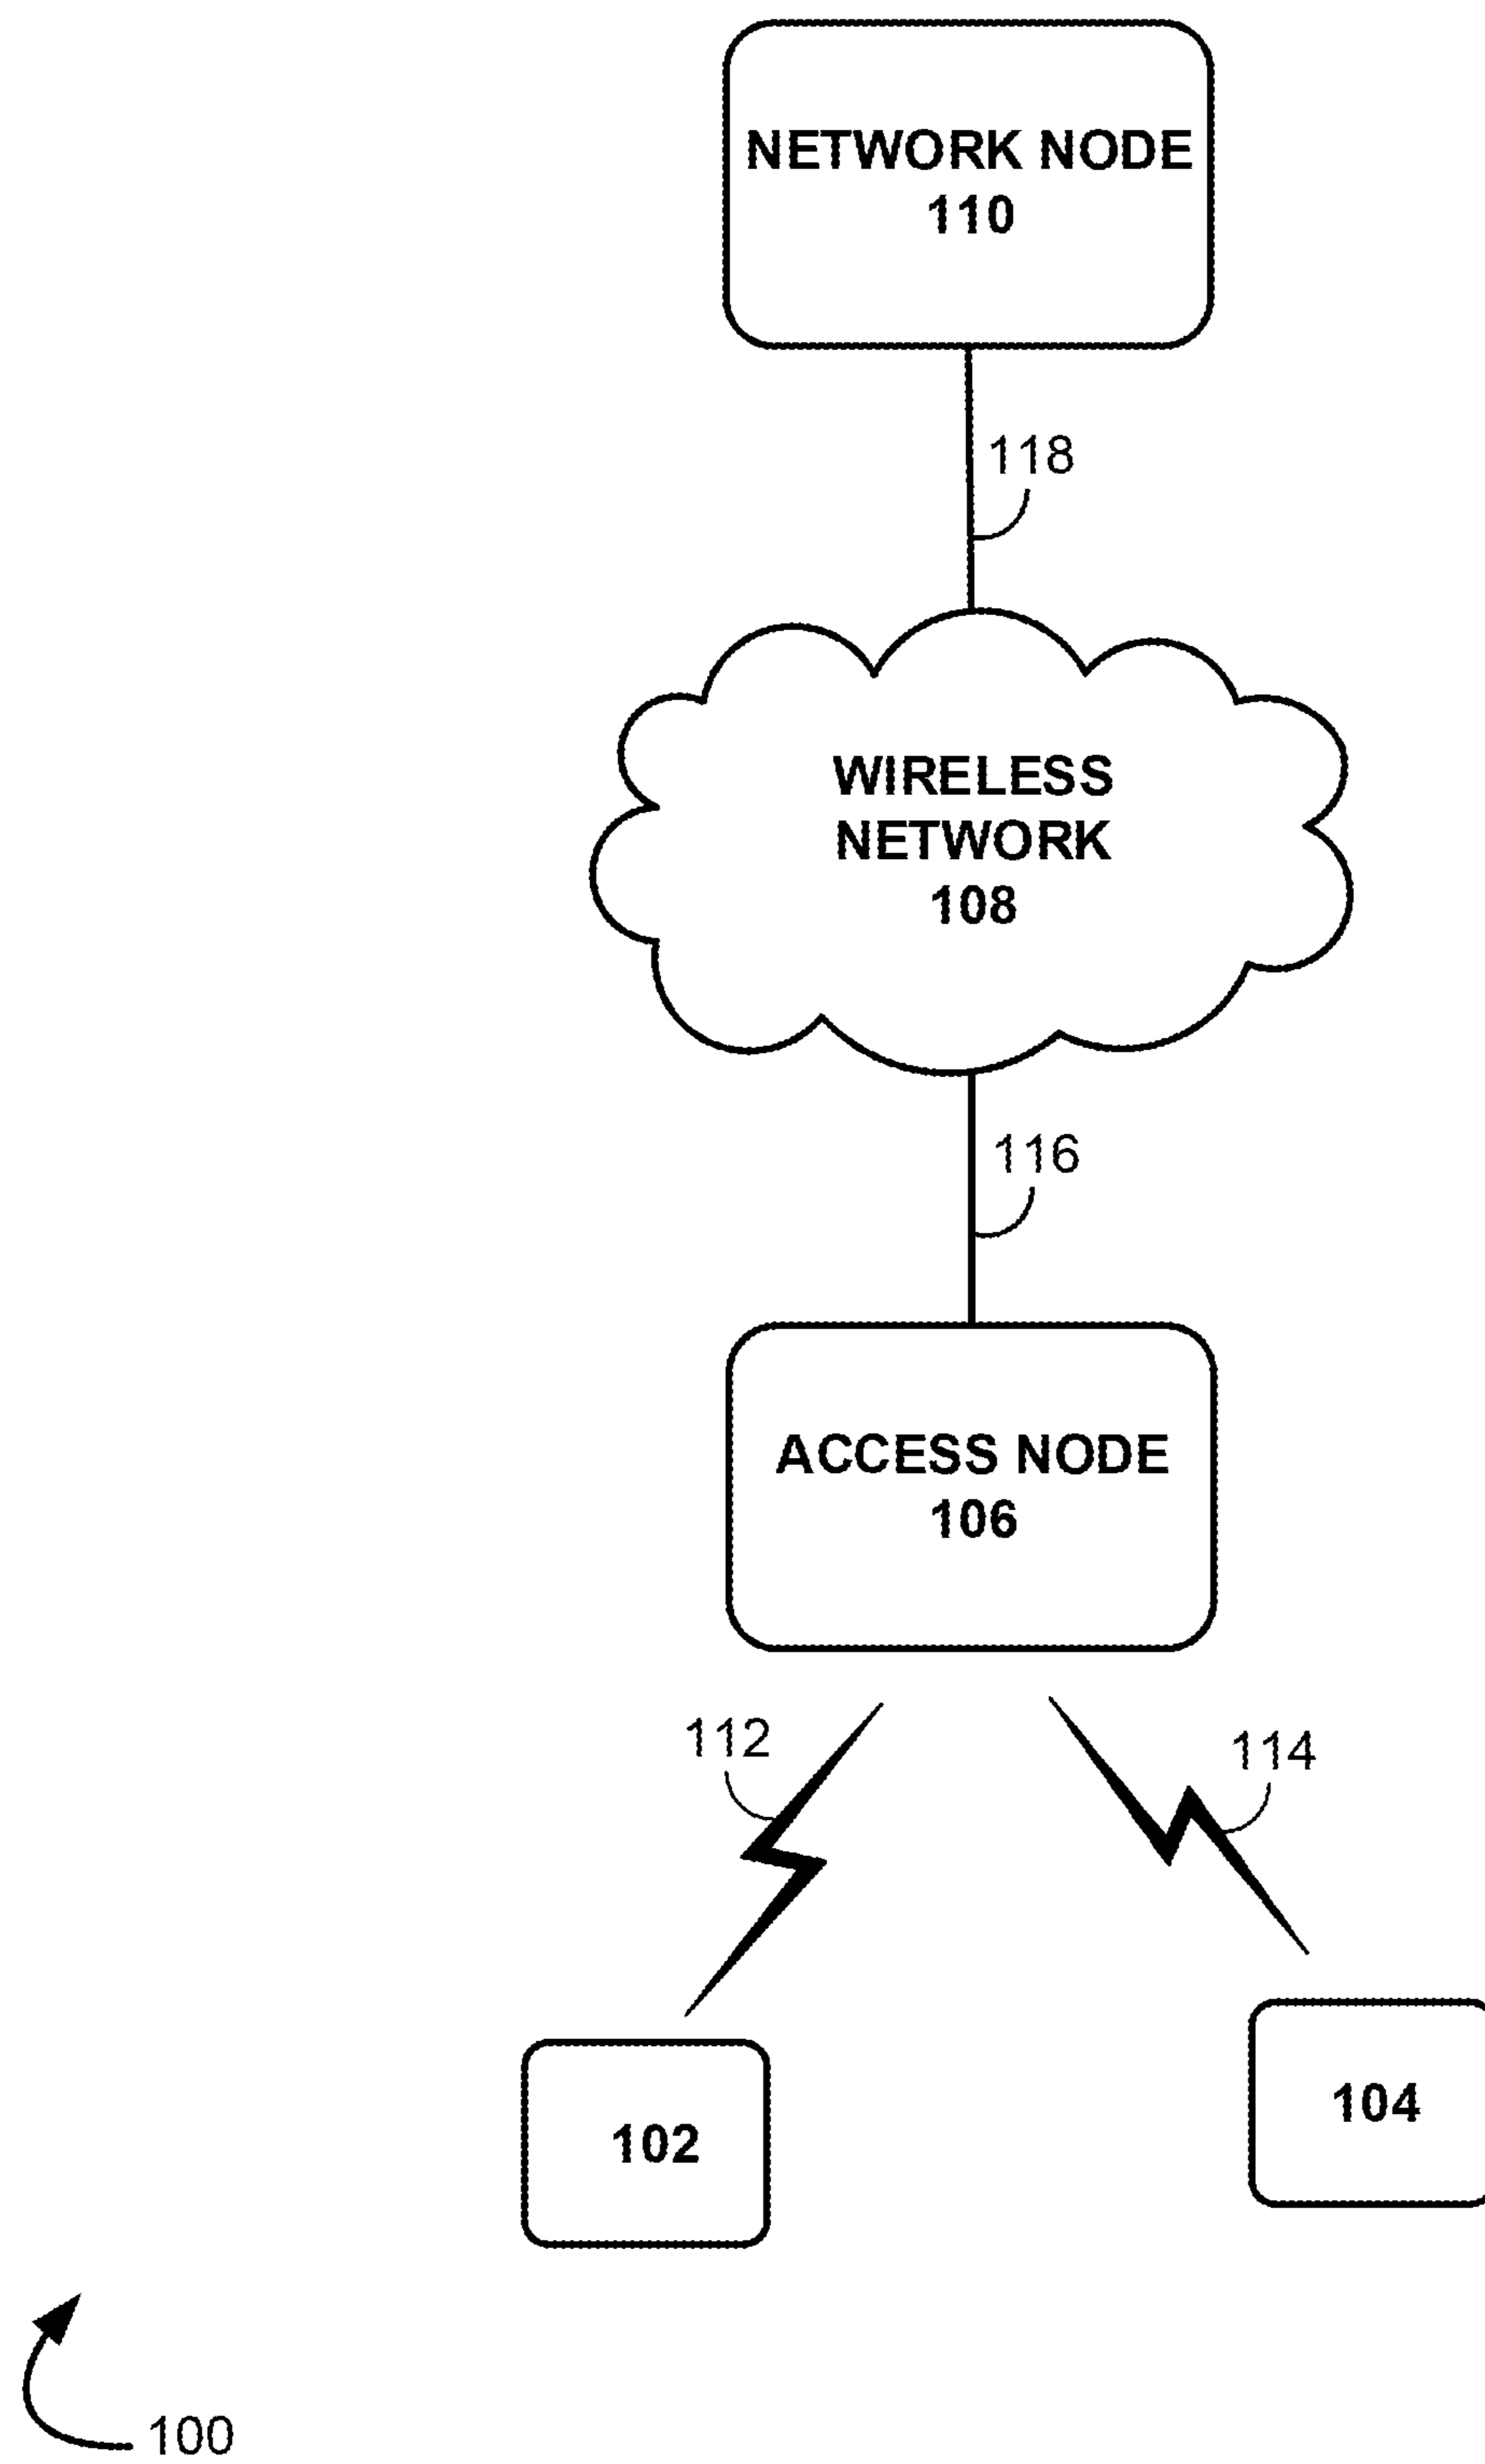 NETWORK NODE
110
118
WIRELESS
NETWORK
108
116
ACCESS NODE
106
112
114
102
104
100